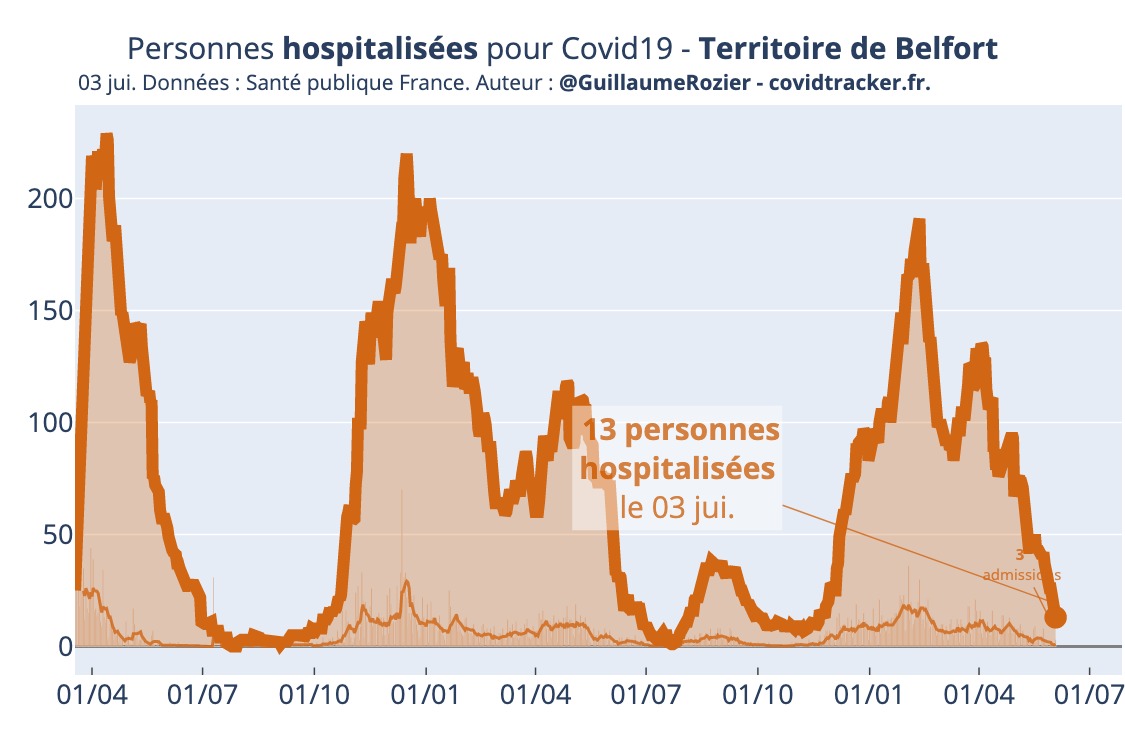 Personnes hospitalisées pour Covid19 - Territoire de Belfort
03 jui. Données : Santé publique France. Auteur : @GuillaumeRozier - covidtracker.fr.
200
150
100
50
0
13 personnes
hospitalisées
le 03 jui.
3
admissions
01/04 01/07 01/10 01/01 01/04 01/07 01/10 01/01 01/04 01/07